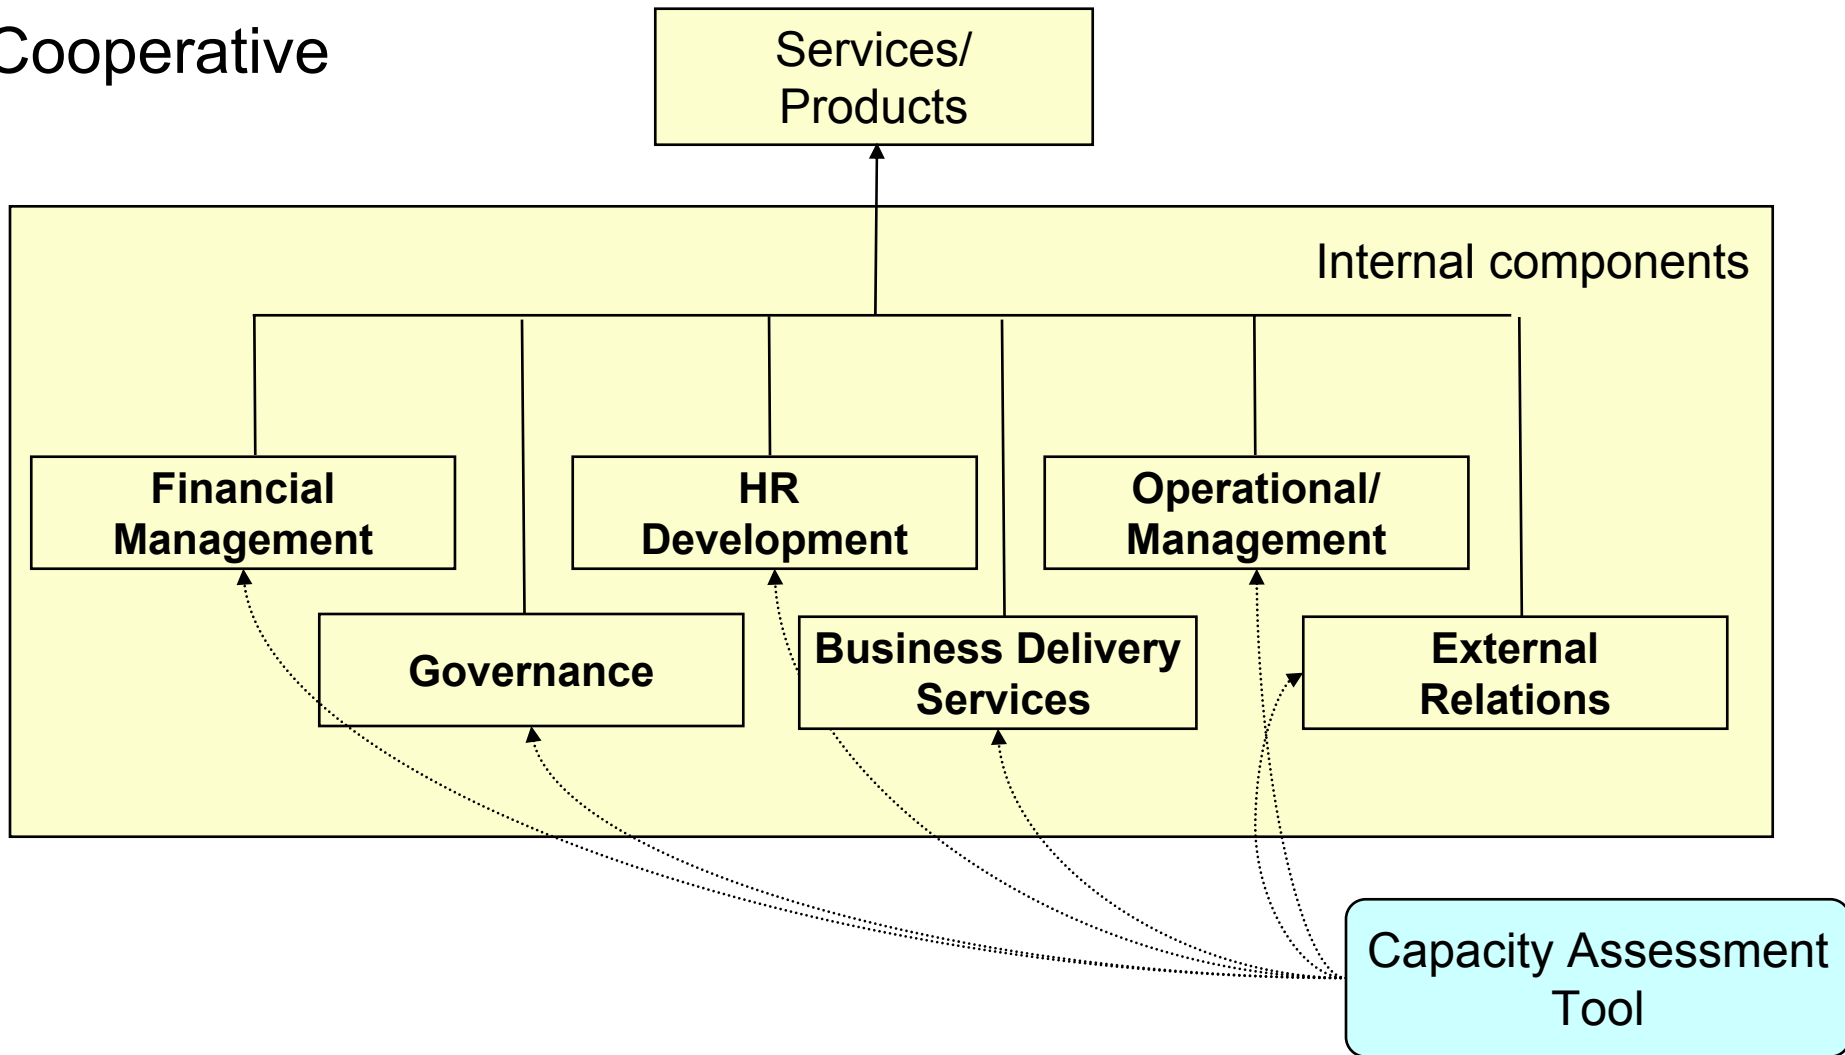 Cooperative
Services/
Products
Internal components
Financial
Management
HR
Development
Operational/
Management
Governance
Business Delivery
Services
External
Relations
Capacity Assessment
Tool